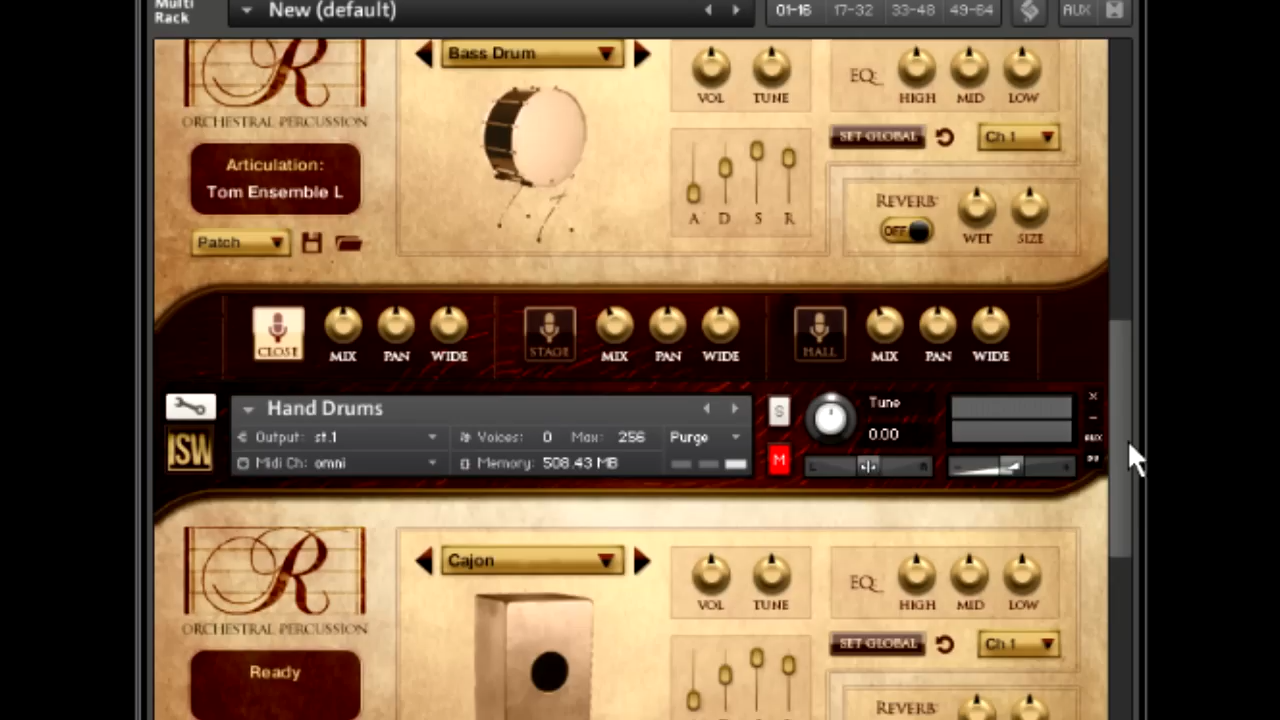 Multi
Rack
New (default)
01-16 17-32 33-48 49-64
AUX
R
ORCHESTRAL PERCUSSION
Bass Drum
VOL TUNE
EQ
HIGH MID LOW
SET GLOBAL
Ch 1
Articulation:
Tom Ensemble L
A D S R
REVERB:
OFF
WET SIZE
Patch
CLOSE
MIX PAN WIDE
STAGE
MIX PAN WIDE
HALL
MIX PAN WIDE
ISW
Hand Drums
Output: st.1
Voices: 0 Max: 256
Purge
Midi Ch: omni
Memory: 508.43 MB
S
M
Tune
0.00
L R
AUX
PV
R
ORCHESTRAL PERCUSSION
Cajon
VOL TUNE
EQ
HIGH MID LOW
SET GLOBAL
Ch 1
Ready
REVERB: